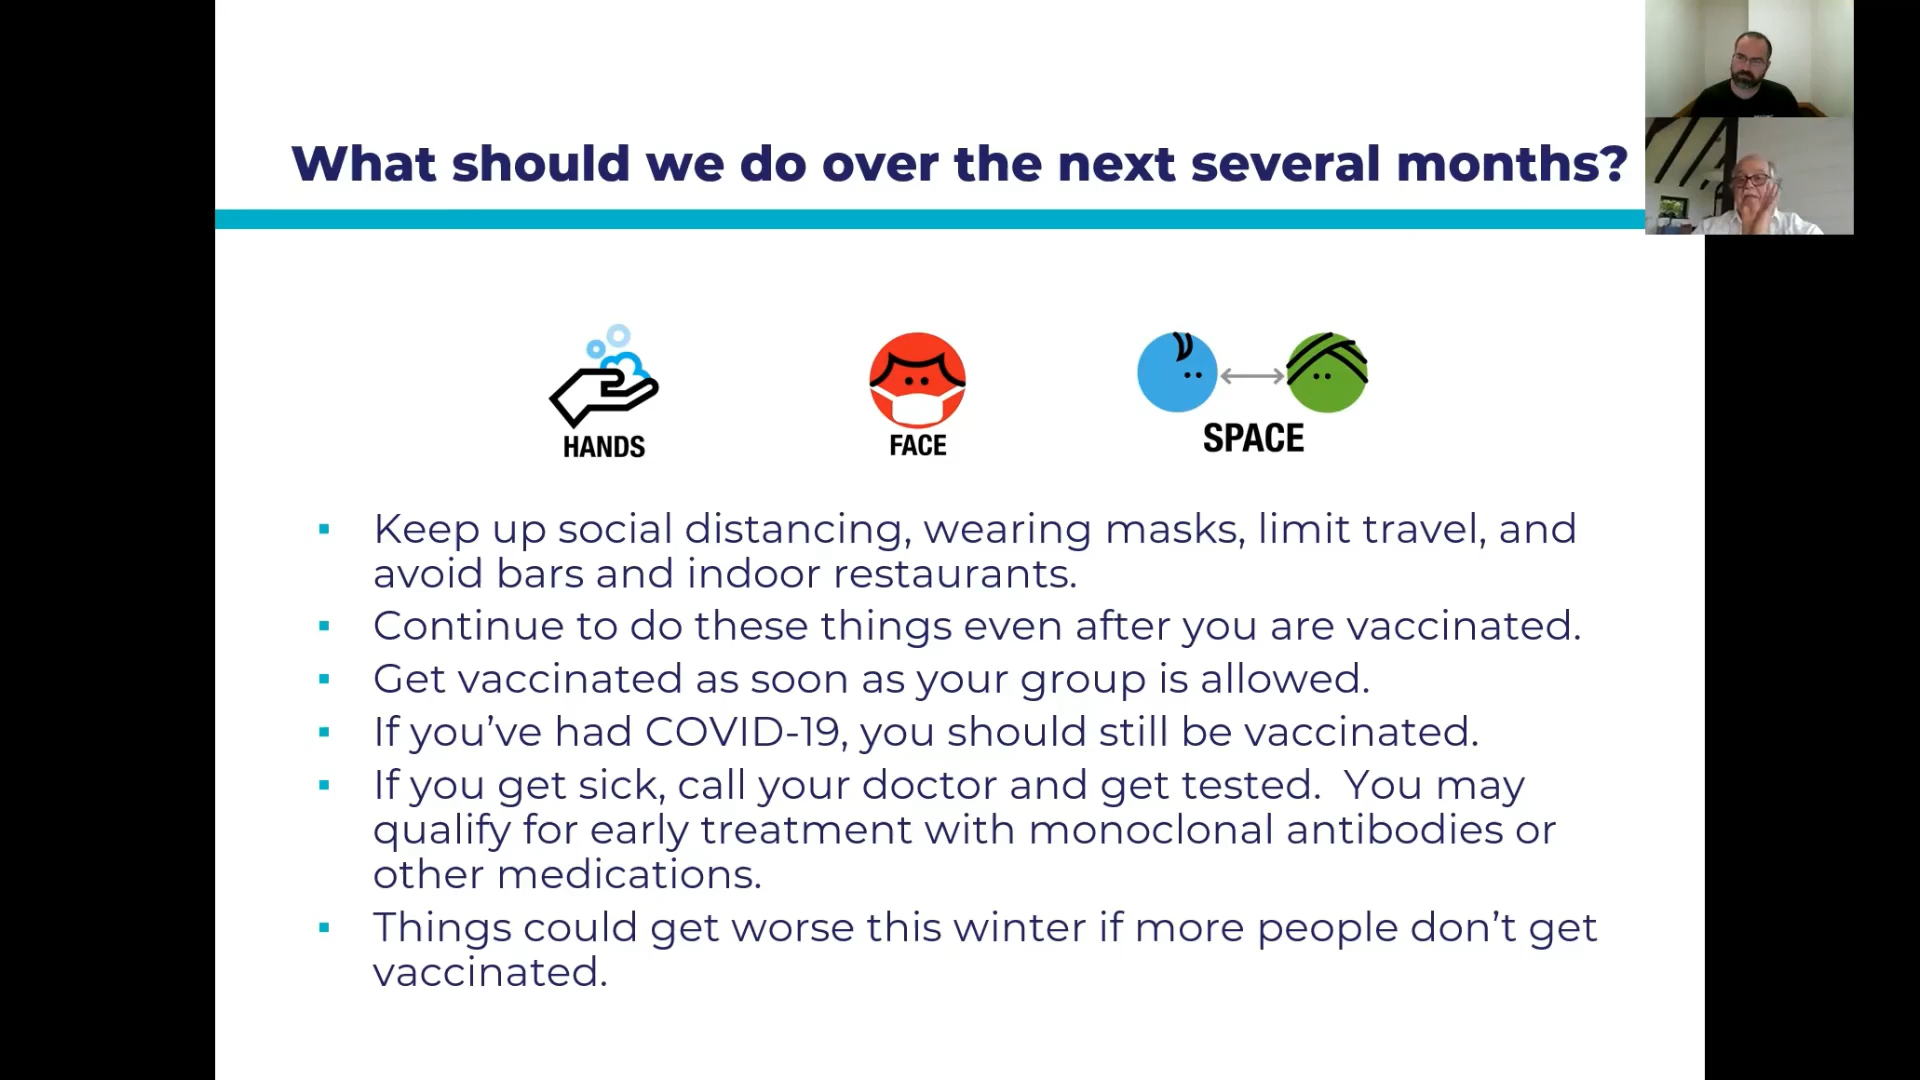 What should we do over the next several months?
HANDS
FACE
SPACE
▪ Keep up social distancing, wearing masks, limit travel, and
avoid bars and indoor restaurants.
▪ Continue to do these things even after you are vaccinated.
▪ Get vaccinated as soon as your group is allowed.
▪ If you’ve had COVID-19, you should still be vaccinated.
▪ If you get sick, call your doctor and get tested.  You may
qualify for early treatment with monoclonal antibodies or
other medications.
▪ Things could get worse this winter if more people don’t get
vaccinated.